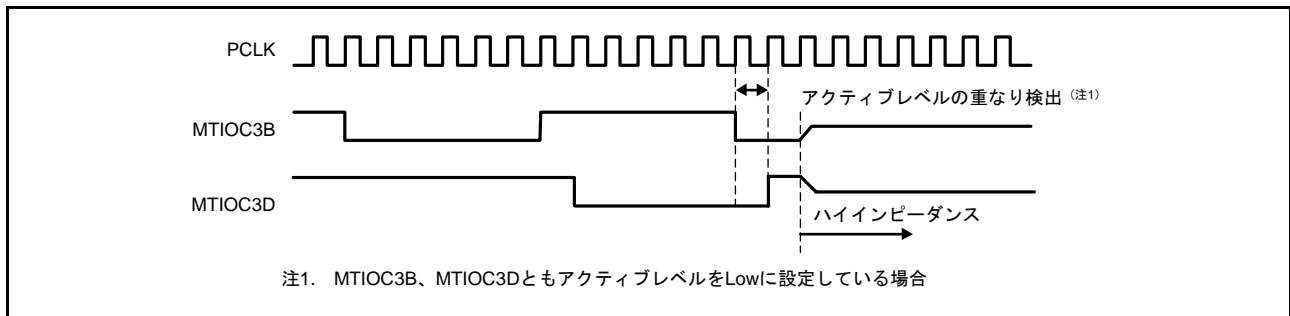 PCLK
アクティブレベルの重なり検出（注1）
MTIOC3B
MTIOC3D
ハイインピーダンス
注1. MTIOC3B、MTIOC3DともアクティブレベルをLowに設定している場合